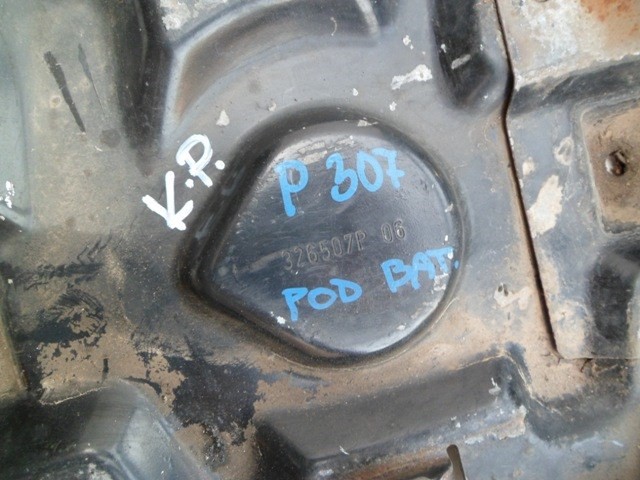 K.P.
P 307
326507P 06
POD BAT.